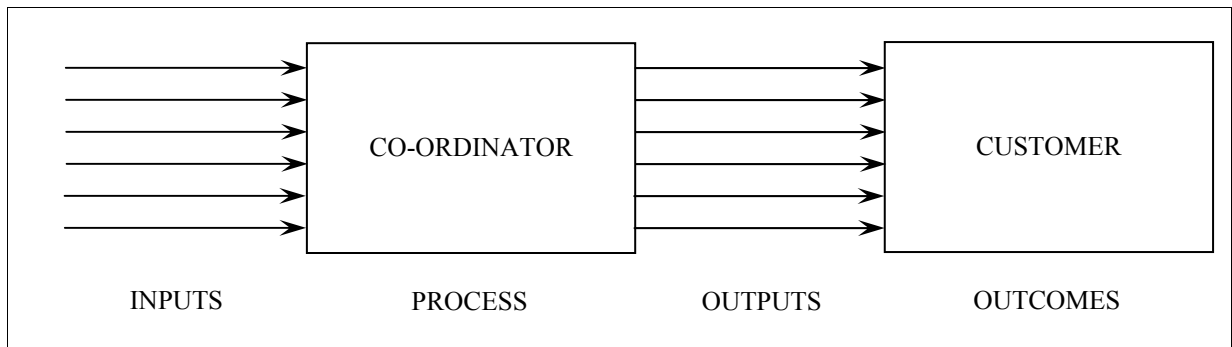 CO-ORDINATOR
CUSTOMER
INPUTS
PROCESS
OUTPUTS
OUTCOMES